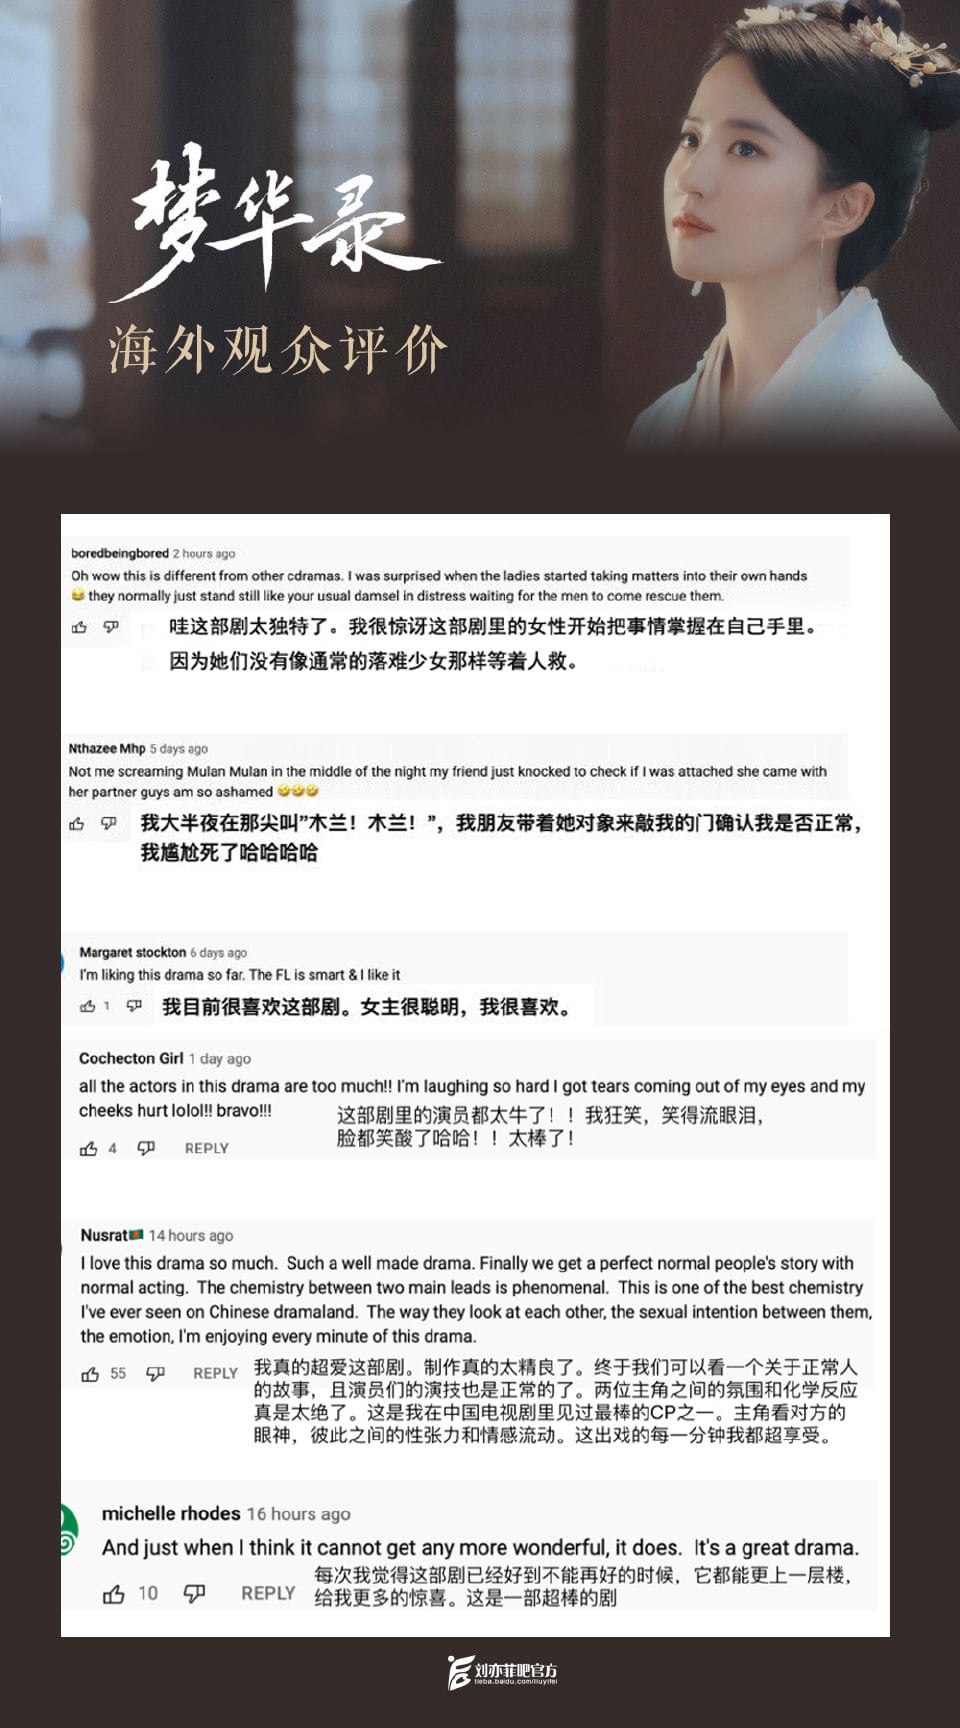 梦华录
海外观众评价
boredbeingbored 2 hours ago
Oh wow this is different from other cdramas. I was surprised when the ladies started taking matters into their own hands
😂 they normally just stand still like your usual damsel in distress waiting for the men to come rescue them.
哇这部剧太独特了。我很惊讶这部剧里的女性开始把事情掌握在自己手里。
因为她们没有像通常的落难少女那样等着人救。
Nthazee Mhp 5 days ago
Not me screaming Mulan Mulan in the middle of the night my friend just knocked to check if I was attached she came with
her partner guys am so ashamed 🤣🤣🤣
我大半夜在那尖叫”木兰！木兰！”，我朋友带着她对象来敲我的门确认我是否正常，
我尴尬死了哈哈哈哈
Margaret stockton 6 days ago
I'm liking this drama so far. The FL is smart & I like it
1
我目前很喜欢这部剧。女主很聪明，我很喜欢。
Cochecton Girl 1 day ago
all the actors in this drama are too much!! I'm laughing so hard I got tears coming out of my eyes and my
cheeks hurt lolol!! bravo!!!
这部剧里的演员都太牛了！！我狂笑，笑得流眼泪，
脸都笑酸了哈哈！！太棒了！
4 REPLY
Nusrat🇧🇩 14 hours ago
I love this drama so much. Such a well made drama. Finally we get a perfect normal people's story with
normal acting. The chemistry between two main leads is phenomenal. This is one of the best chemistry
I've ever seen on Chinese dramaland. The way they look at each other, the sexual intention between them,
the emotion, I'm enjoying every minute of this drama.
55 REPLY
我真的超爱这部剧。制作真的太精良了。终于我们可以看一个关于正常人
的故事，且演员们的演技也是正常的了。两位主角之间的氛围和化学反应
真是太绝了。这是我在中国电视剧里见过最棒的CP之一。主角看对方的
眼神，彼此之间的性张力和情感流动。这出戏的每一分钟我都超享受。
michelle rhodes 16 hours ago
And just when I think it cannot get any more wonderful, it does. It's a great drama.
10 REPLY
每次我觉得这部剧已经好到不能再好的时候，它都能更上一层楼，
给我更多的惊喜。这是一部超棒的剧
刘亦菲吧官方
tieba.baidu.com/liuyifei